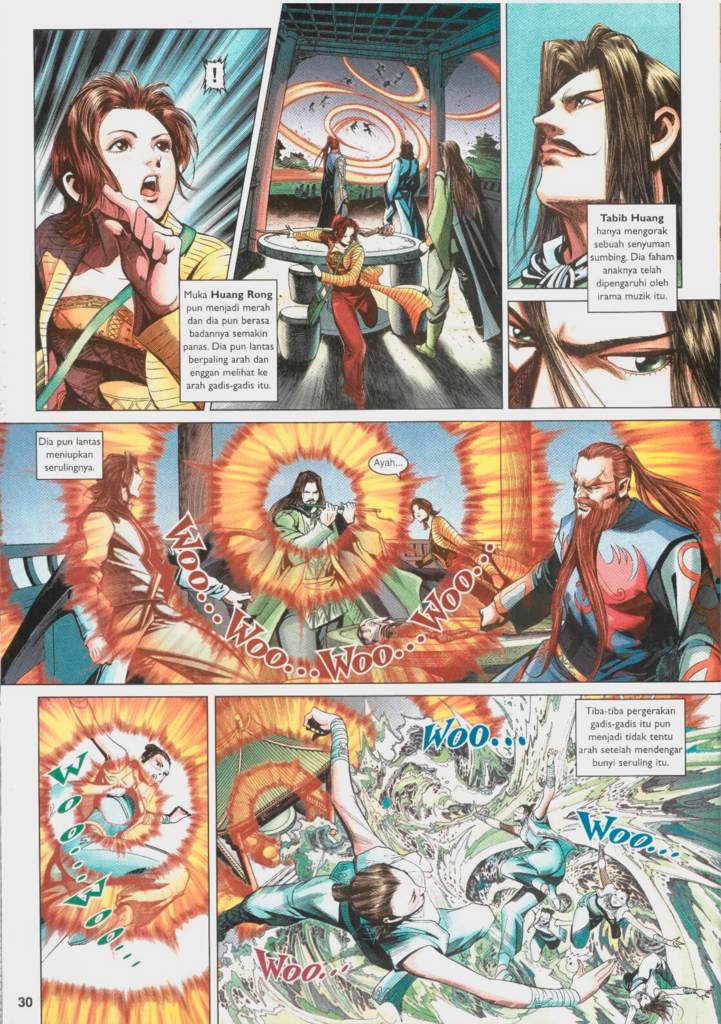 !
Muka Huang Rong
pun menjadi merah
dan dia pun berasa
badannya semakin
panas. Dia pun lantas
berpaling arah dan
enggan melihat ke
arah gadis-gadis itu.
Tabib Huang
hanya mengorak
sebuah senyuman
sumbing. Dia faham
anaknya telah
dipengaruhi oleh
irama muzik itu.
Dia pun lantas
meniupkan
serulingnya.
Ayah...
Woo...Woo...Woo...Woo...
Woo...Woo...
Tiba-tiba pergerakan
gadis-gadis itu pun
menjadi tidak tentu
arah setelah mendengar
bunyi seruling itu.
Woo...
Woo...
Woo...
30